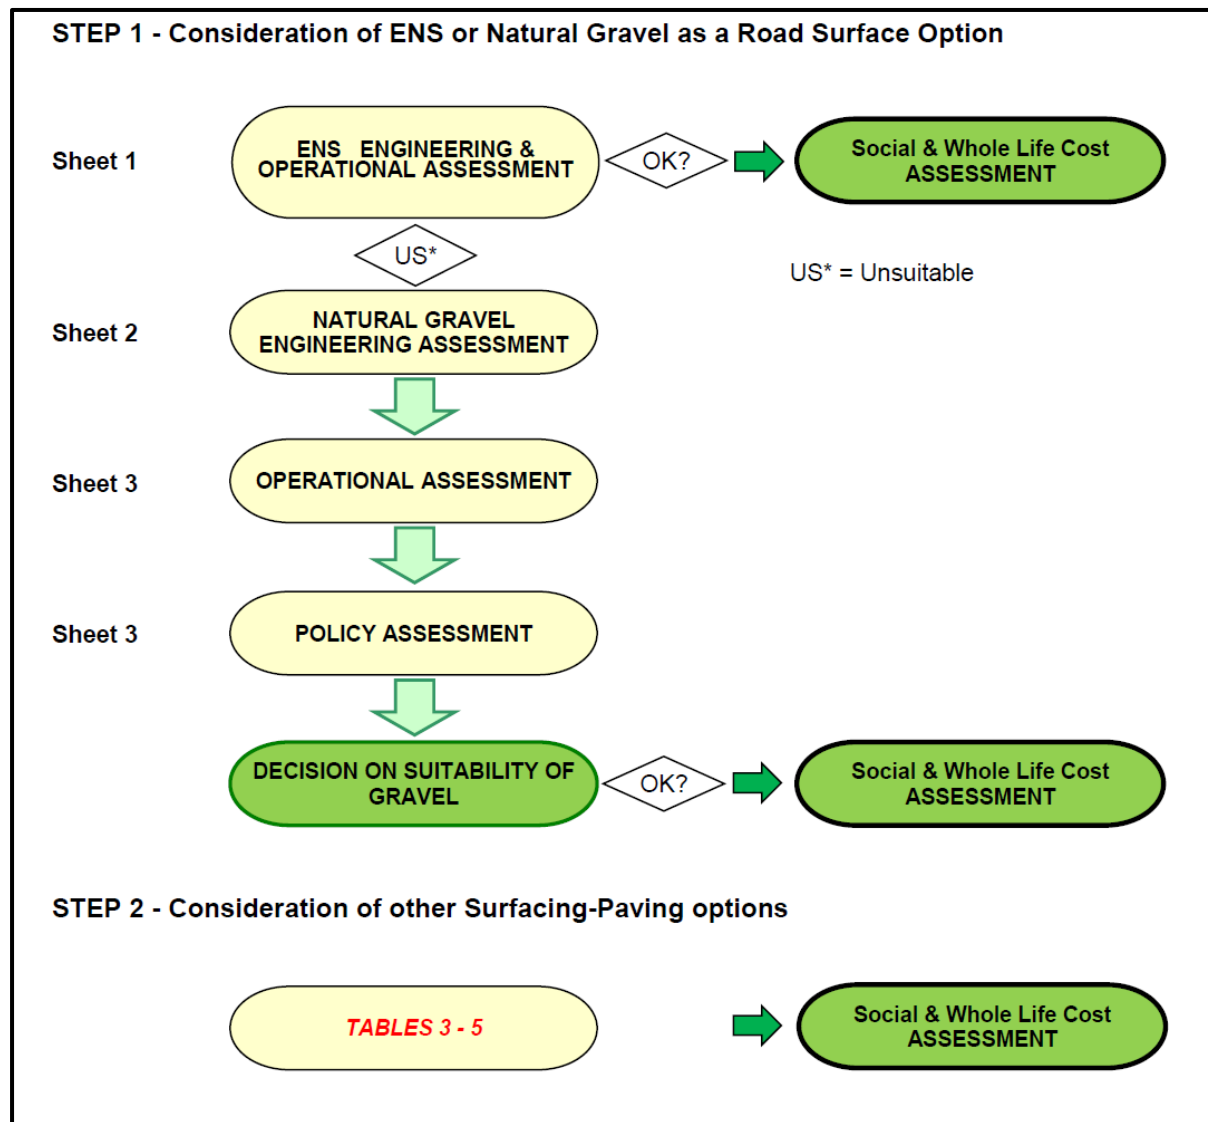 STEP 1 - Consideration of ENS or Natural Gravel as a Road Surface Option
Sheet 1
ENS ENGINEERING &
OPERATIONAL ASSESSMENT
OK?
Social & Whole Life Cost
ASSESSMENT
US*
US* = Unsuitable
Sheet 2
NATURAL GRAVEL
ENGINEERING ASSESSMENT
Sheet 3
OPERATIONAL ASSESSMENT
Sheet 3
POLICY ASSESSMENT
DECISION ON SUITABILITY OF
GRAVEL
OK?
Social & Whole Life Cost
ASSESSMENT
STEP 2 - Consideration of other Surfacing-Paving options
TABLES 3 - 5
Social & Whole Life Cost
ASSESSMENT